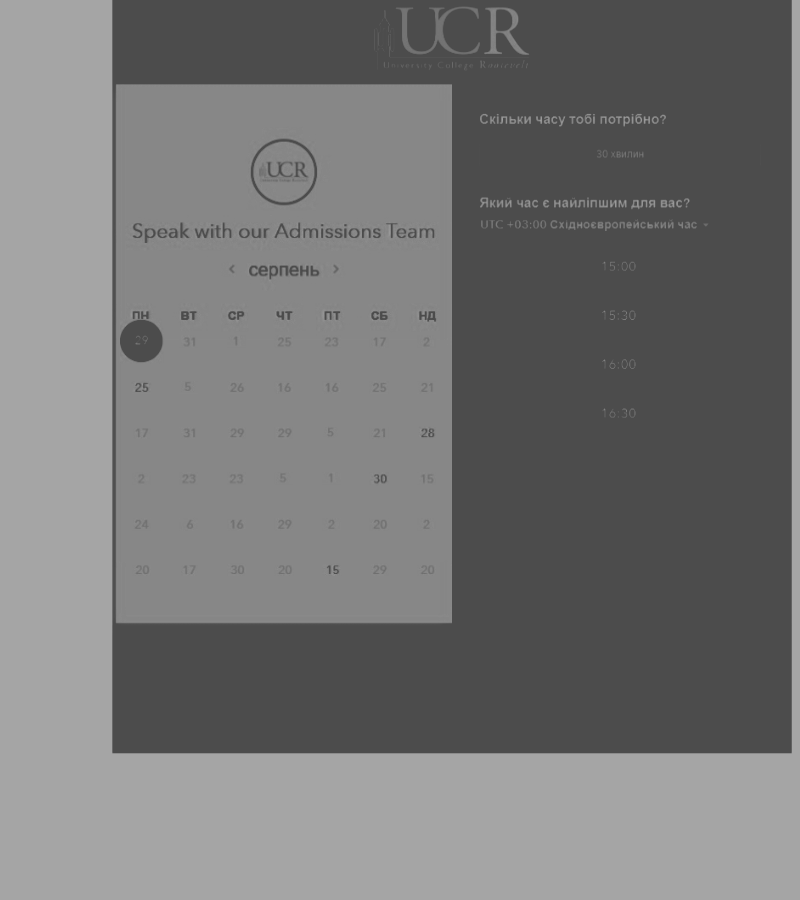 UCR
University College Roosevelt
UCR
Speak with our Admissions Team
серпень
ПН ВТ СР ЧТ ПТ СБ НД
29 31 1 25 23 17 2
25 5 26 16 16 25 21
17 31 29 29 5 21 28
2 23 23 5 1 30 15
24 6 16 29 2 20 2
20 17 30 20 15 29 20
Скільки часу тобі потрібно?
30 хвилин
Який час є найліпшим для вас?
UTC +03:00 Східноєвропейський час
15:00
15:30
16:00
16:30